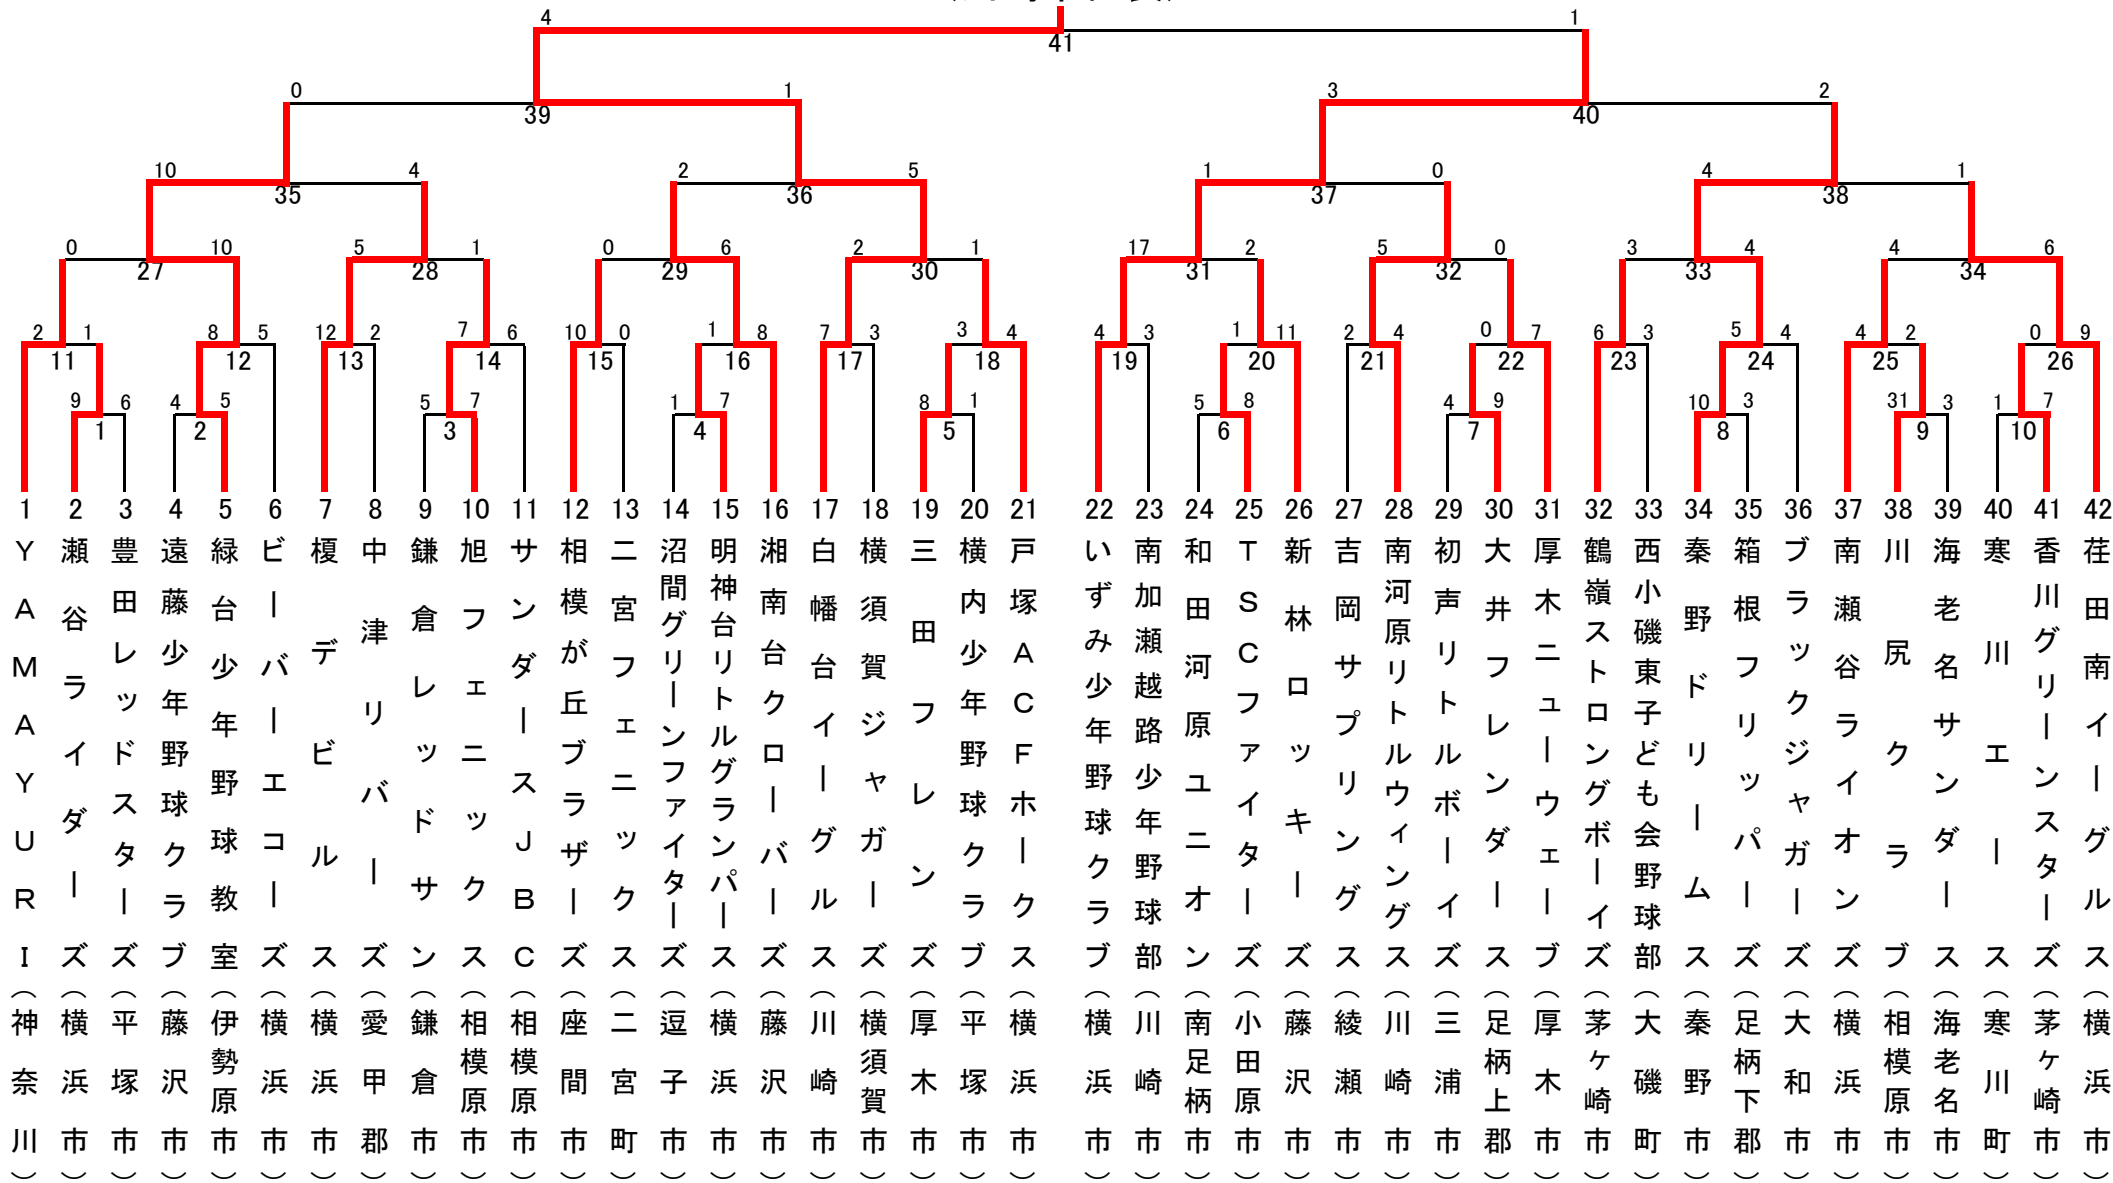 4 1
41
0 1 3 2
39 40
10 4 2 5 1 0 4 1
35 36 37 38
0 10 5 1 0 6 2 1 17 2 5 0 3 4 4 6
27 28 29 30 31 32 33 34
2 1 8 5 12 2 7 6 10 0 1 8 7 3 3 4 4 3 1 11 2 4 0 7 6 3 5 4 4 2 0 9
11 12 13 14 15 16 17 18 19 20 21 22 23 24 25 26
9 6 4 5 5 7 1 7 8 1 5 8 4 9 10 3 31 3 1 7
1 2 3 4 5 6 7 8 9 10
1 YAMAYURI(神奈川)
2 瀬谷ライダーズ(横浜市)
3 豊田レッドスターズ(平塚市)
4 遠藤少年野球クラブ(藤沢市)
5 緑台少年野球教室(伊勢原市)
6 ビーバーエコーズ(横浜市)
7 榎デビルス(横浜市)
8 中津リバーズ(愛甲郡)
9 鎌倉レッドサン(鎌倉市)
10 旭フェニックス(相模原市)
11 サンダースJBC(相模原市)
12 相模が丘ブラザーズ(座間市)
13 二宮フェニックス(二宮町)
14 沼間グリーンファイターズ(逗子市)
15 明神台リトルグランパース(横浜市)
16 湘南台クローバーズ(藤沢市)
17 白幡台イーグルス(川崎市)
18 横須賀ジャガーズ(横須賀市)
19 三田フレンズ(厚木市)
20 横内少年野球クラブ(平塚市)
21 戸塚ACFホークス(横浜市)
22 いずみ少年野球クラブ(横浜市)
23 南加瀬越路少年野球部(川崎市)
24 和田河原ユニオン(南足柄市)
25 TSCファイターズ(小田原市)
26 新林ロッキーズ(藤沢市)
27 吉岡サプリングス(綾瀬市)
28 南河原リトルウィングス(川崎市)
29 初声リトルボーイズ(三浦市)
30 大井フレンダース(足柄上郡)
31 厚木ニューウェーブ(厚木市)
32 鶴嶺ストロングボーイズ(茅ヶ崎市)
33 西小磯東子ども会野球部(大磯町)
34 秦野ドリームス(秦野市)
35 箱根フリッパーズ(足柄下郡)
36 ブラックジャガーズ(大和市)
37 南瀬谷ライオンズ(横浜市)
38 川尻クラブ(相模原市)
39 海老名サンダース(海老名市)
40 寒川エース(寒川町)
41 香川グリーンスターズ(茅ヶ崎市)
42 荏田南イーグルス(横浜市)